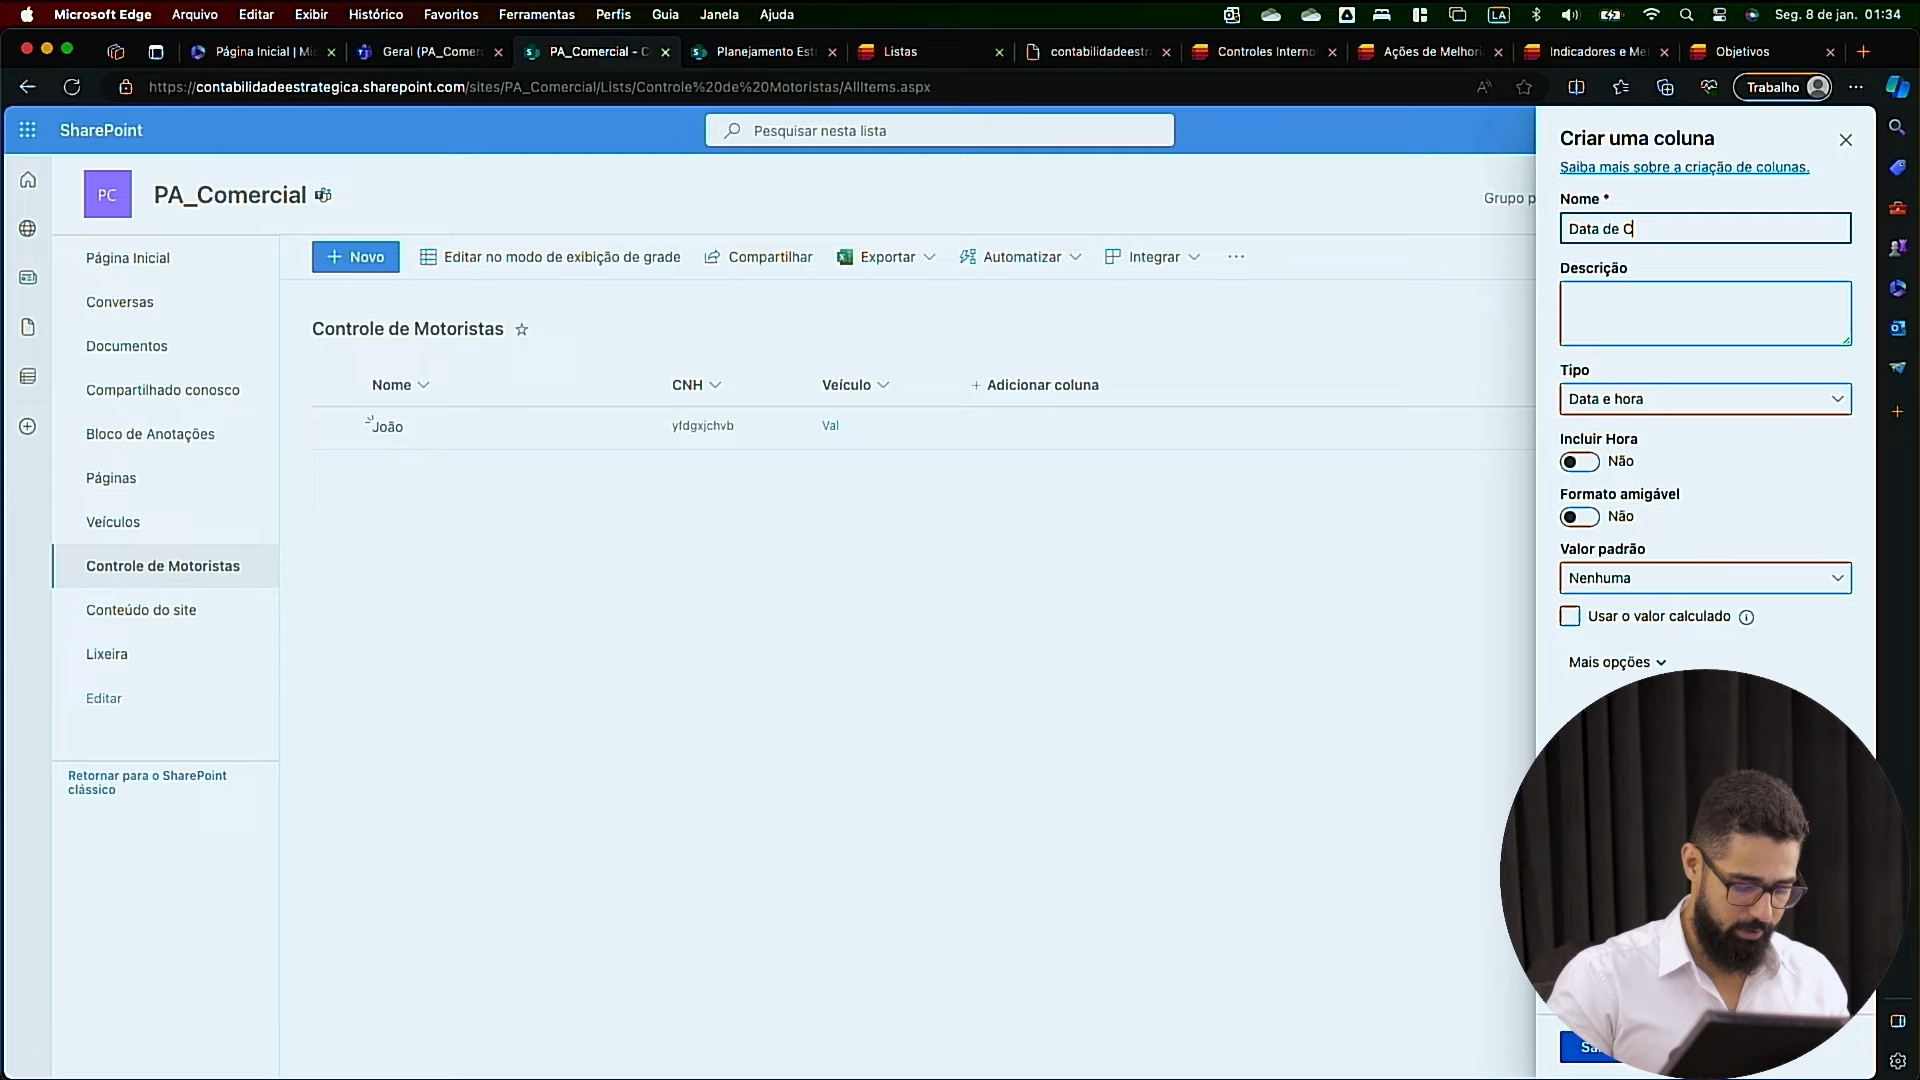 Microsoft Edge Arquivo Editar Exibir Histórico Favoritos Ferramentas Perfis Guia Janela Ajuda LA Seg. 8 de jan. 01:34
Página Inicial | Mi Geral (PA_Comer PA_Comercial - C Planejamento Est Listas contabilidadeestr Controles Interno Ações de Melhori Indicadores e Me Objetivos
https://contabilidadeestrategica.sharepoint.com/sites/PA_Comercial/Lists/Controle%20de%20Motoristas/AllItems.aspx Trabalho
SharePoint
Pesquisar nesta lista
PC
PA_Comercial
Grupo p
Página Inicial
Conversas
Documentos
Compartilhado conosco
Bloco de Anotações
Páginas
Veículos
Controle de Motoristas
Conteúdo do site
Lixeira
Editar
Retornar para o SharePoint
clássico
Novo Editar no modo de exibição de grade Compartilhar Exportar Automatizar Integrar
Controle de Motoristas
Nome CNH Veículo + Adicionar coluna
João yfdgxjchvb Val
Criar uma coluna
Saiba mais sobre a criação de colunas.
Nome *
Data de C
Descrição
Tipo
Data e hora
Incluir Hora
Não
Formato amigável
Não
Valor padrão
Nenhuma
Usar o valor calculado
Mais opções